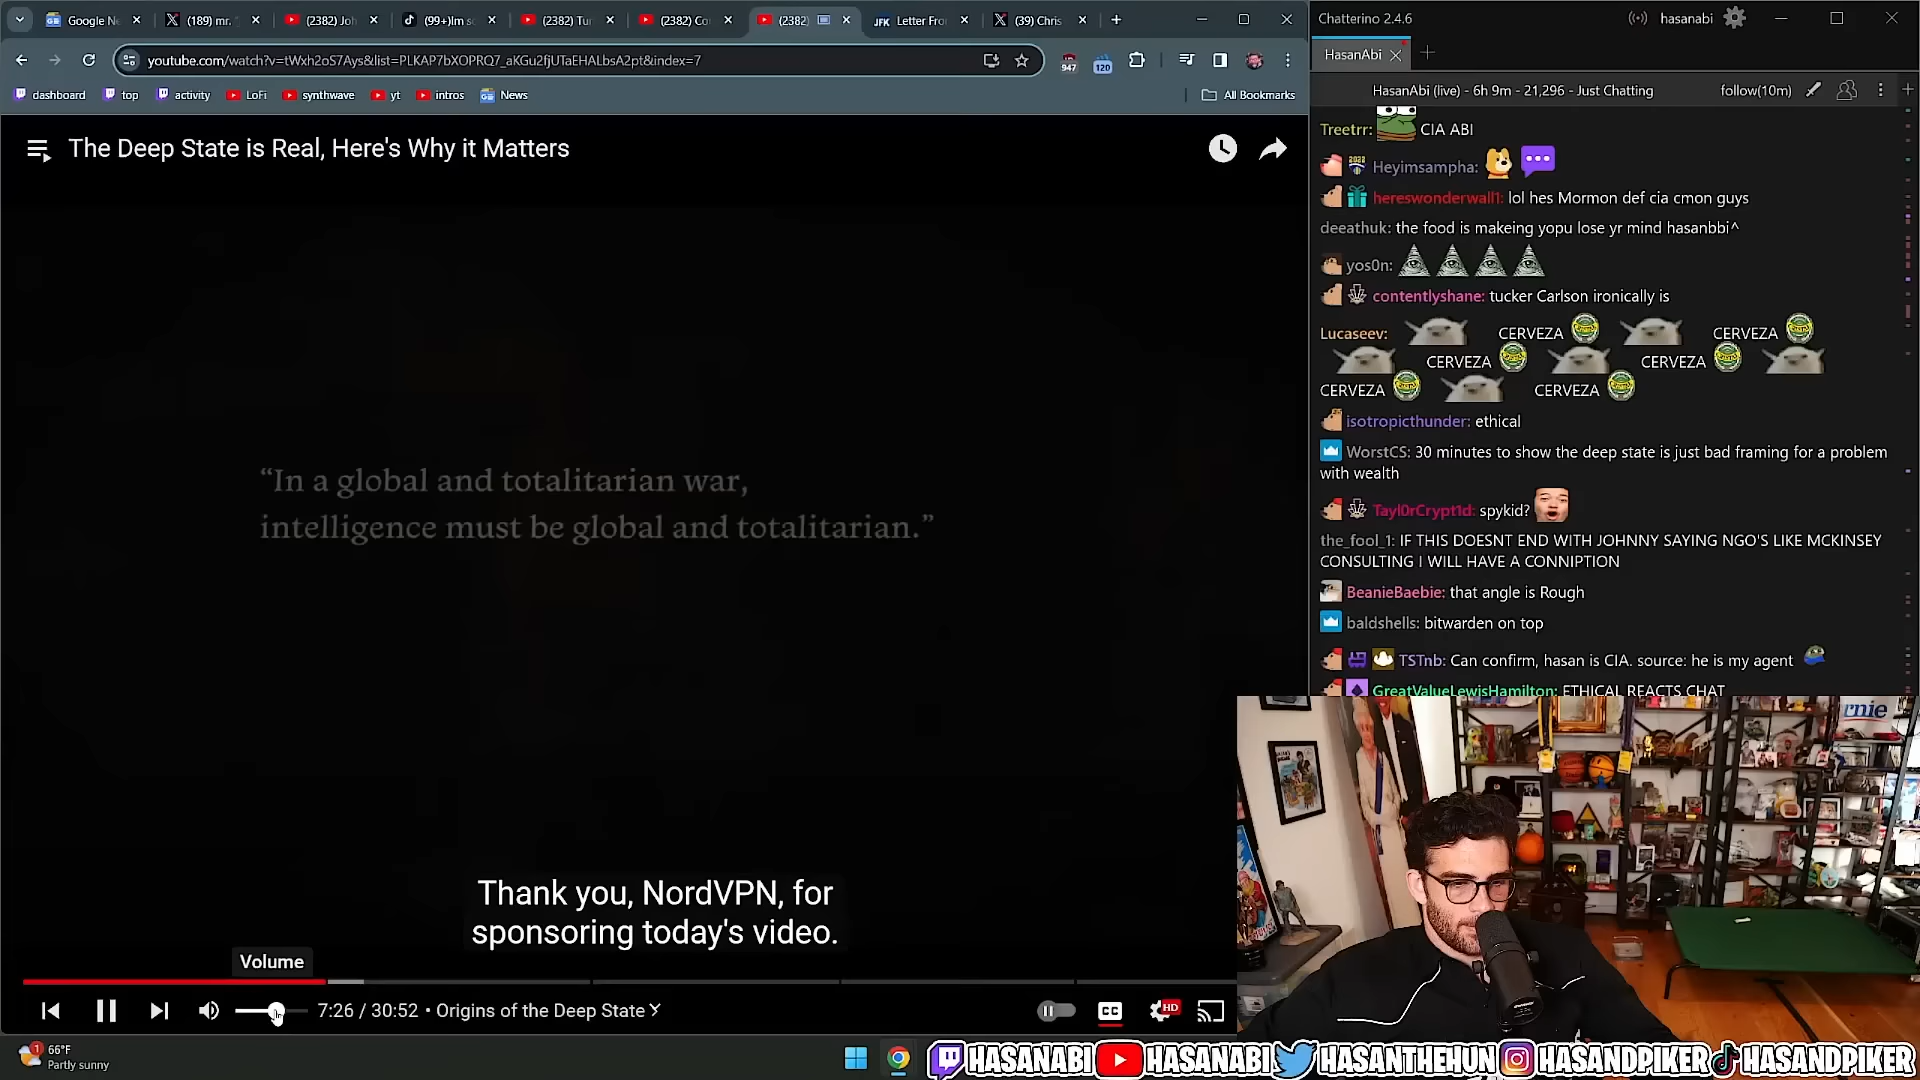 Google Ne
(189) mr.
(2382) Joh
(99+)Im s
(2382) Tu
(2382) Co
(2382)
JFK Letter Fro
(39) Chris
youtube.com/watch?v=tWxh2oS7Ays&list=PLKAP7bXOPRQ7_aKGu2fjUTaEHALbsA2pt&index=7
947
120
dashboard
top
activity
LoFi
synthwave
yt
intros
News
All Bookmarks
The Deep State is Real, Here's Why it Matters
“In a global and totalitarian war,
intelligence must be global and totalitarian.”
Thank you, NordVPN, for
sponsoring today's video.
Volume
7:26 / 30:52 • Origins of the Deep State
CC
HD
1
66°F
Partly sunny
Chatterino 2.4.6
hasanabi
HasanAbi
HasanAbi (live) - 6h 9m - 21,296 - Just Chatting
follow(10m)
Treetrr: CIA ABI
Heyimsampha:
hereswonderwall1: lol hes Mormon def cia cmon guys
deeathuk: the food is makeing yopu lose yr mind hasanbbi^
yos0n:
contentlyshane: tucker Carlson ironically is
Lucaseev: CERVEZA CERVEZA
CERVEZA CERVEZA
CERVEZA CERVEZA
isotropicthunder: ethical
WorstCS: 30 minutes to show the deep state is just bad framing for a problem
with wealth
Tayl0rCrypt1d: spykid?
the_fool_1: IF THIS DOESNT END WITH JOHNNY SAYING NGO'S LIKE MCKINSEY
CONSULTING I WILL HAVE A CONNIPTION
BeanieBaebie: that angle is Rough
baldshells: bitwarden on top
TSTnb: Can confirm, hasan is CIA. source: he is my agent
GreatValueLewisHamilton: ETHICAL REACTS CHAT
rnie
HASANABI HASANABI HASANTHEHUN HASANDPIKER HASANDPIKER